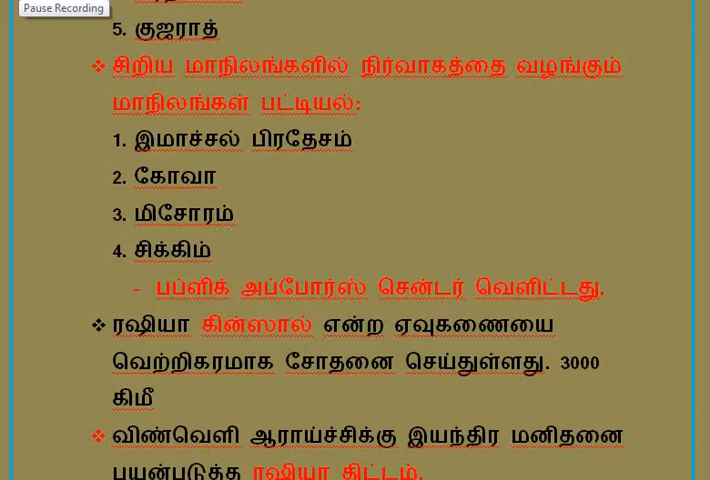 Pause Recording
5. குஜராத்
❖ சிறிய மாநிலங்களில் நிர்வாகத்தை வழங்கும்
மாநிலங்கள் பட்டியல்:
1. இமாச்சல் பிரதேசம்
2. கோவா
3. மிசோரம்
4. சிக்கிம்
- பப்ளிக் அப்போர்ஸ் சென்டர் வெளிட்டது.
❖ ரஷியா கின்ஸால் என்ற ஏவுகணையை
வெற்றிகரமாக சோதனை செய்துள்ளது. 3000
கிமீ
❖ விண்வெளி ஆராய்ச்சிக்கு இயந்திர மனிதனை
பயன்படுத்த ரஷியா திட்டம்.